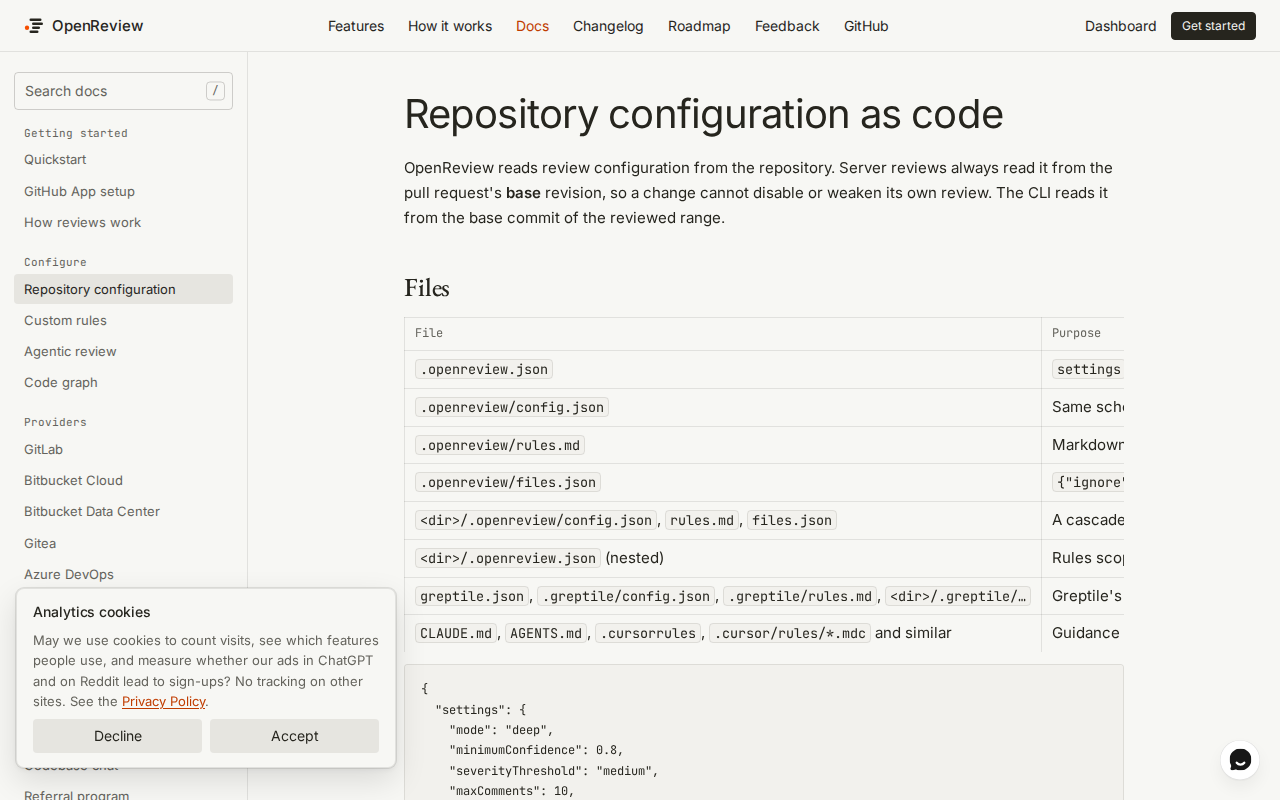 OpenReview
Features How it works Docs Changelog Roadmap Feedback GitHub
Dashboard Get started
Search docs /
Getting started
Quickstart
GitHub App setup
How reviews work
Configure
Repository configuration
Custom rules
Agentic review
Code graph
Providers
GitLab
Bitbucket Cloud
Bitbucket Data Center
Gitea
Azure DevOps
Referral program
Analytics cookies
May we use cookies to count visits, see which features
people use, and measure whether our ads in ChatGPT
and on Reddit lead to sign-ups? No tracking on other
sites. See the Privacy Policy.
Decline Accept
Repository configuration as code
OpenReview reads review configuration from the repository. Server reviews always read it from the
pull request's base revision, so a change cannot disable or weaken its own review. The CLI reads it
from the base commit of the reviewed range.
Files
File Purpose
.openreview.json settings
.openreview/config.json Same
.openreview/rules.md Markdown
.openreview/files.json {"ignore"
<dir>/.openreview/config.json, rules.md, files.json A cascade
<dir>/.openreview.json (nested) Rules
greptile.json, .greptile/config.json, .greptile/rules.md, <dir>/.greptile/… Greptile's
CLAUDE.md, AGENTS.md, .cursorrules, .cursor/rules/*.mdc and similar Guidance
{
"settings": {
"mode": "deep",
"minimumConfidence": 0.8,
"severityThreshold": "medium",
"maxComments": 10,